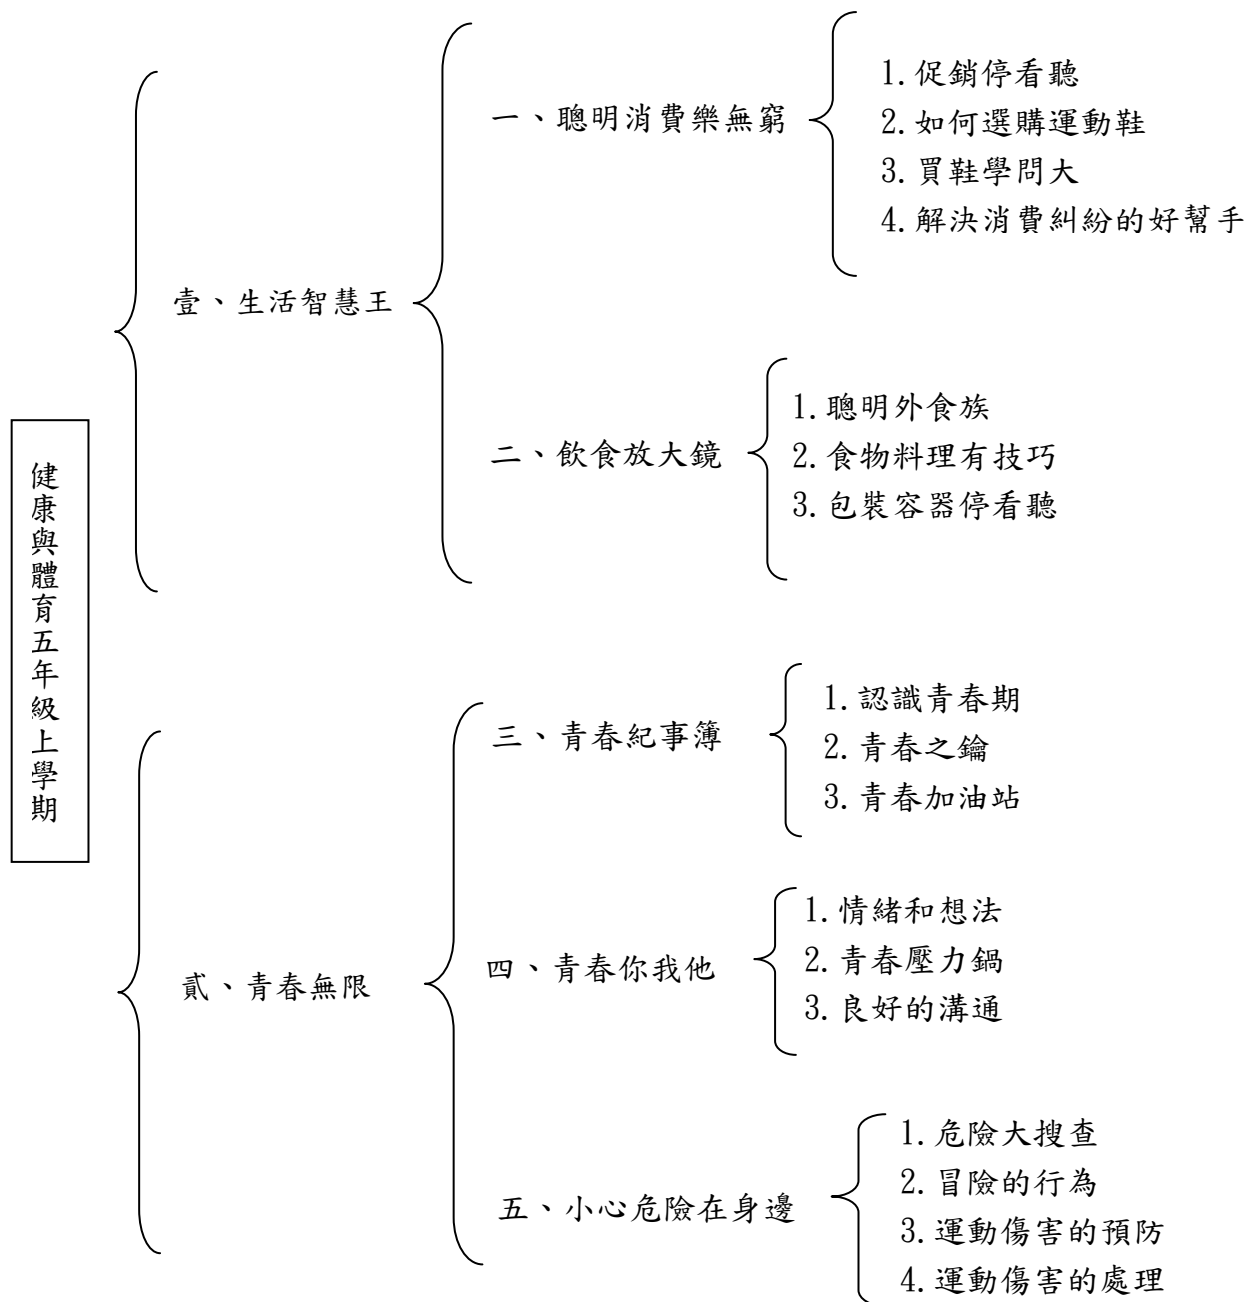 健康與體育五年級上學期
壹、生活智慧王
一、聰明消費樂無窮
1.促銷停看聽
2.如何選購運動鞋
3.買鞋學問大
4.解決消費糾紛的好幫手
二、飲食放大鏡
1.聰明外食族
2.食物料理有技巧
3.包裝容器停看聽
貳、青春無限
三、青春紀事簿
1.認識青春期
2.青春之鑰
3.青春加油站
四、青春你我他
1.情緒和想法
2.青春壓力鍋
3.良好的溝通
五、小心危險在身邊
1.危險大搜查
2.冒險的行為
3.運動傷害的預防
4.運動傷害的處理